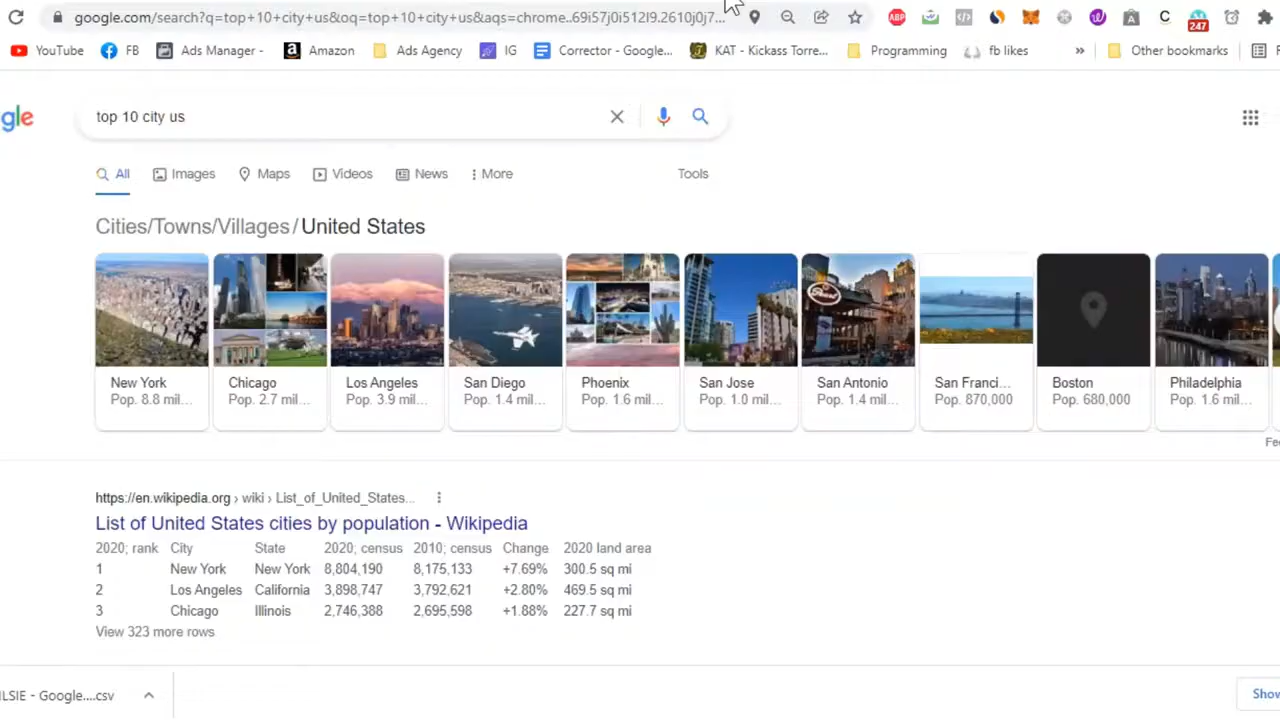 google.com/search?q=top+10+city+us&oq=top+10+city+us&aqs=chrome..69i57j0i512l9.2610j0j7...
247
YouTube FB Ads Manager - Amazon Ads Agency IG Corrector - Google... KAT - Kickass Torre... Programming fb likes » Other bookmarks
gle
top 10 city us
All Images Maps Videos News More Tools
Cities/Towns/Villages/United States
New York Chicago Los Angeles San Diego Phoenix San Jose San Antonio San Franci... Boston Philadelphia
Pop. 8.8 mil... Pop. 2.7 mil... Pop. 3.9 mil... Pop. 1.4 mil... Pop. 1.6 mil... Pop. 1.0 mil... Pop. 1.4 mil... Pop. 870,000 Pop. 680,000 Pop. 1.6 mil...
https://en.wikipedia.org › wiki › List_of_United_States...
List of United States cities by population - Wikipedia
2020; rank City State 2020; census 2010; census Change 2020 land area
1 New York New York 8,804,190 8,175,133 +7.69% 300.5 sq mi
2 Los Angeles California 3,898,747 3,792,621 +2.80% 469.5 sq mi
3 Chicago Illinois 2,746,388 2,695,598 +1.88% 227.7 sq mi
View 323 more rows
LSIE - Google....csv
Show